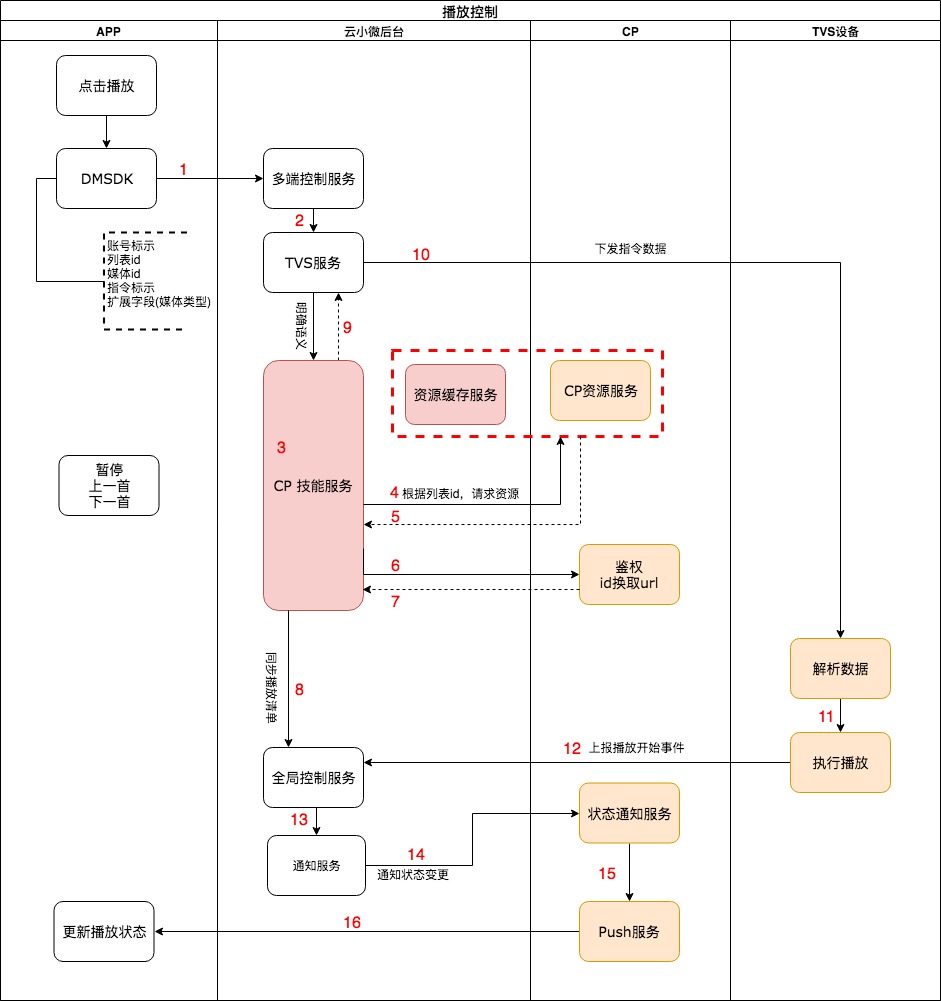 播放控制
APP
云小微后台
CP
TVS设备
点击播放
DMSDK
1
多端控制服务
2
账号标示
列表id
媒体id
指令标示
扩展字段(媒体类型)
TVS服务
10
下发指令数据
明确语义
9
资源缓存服务
CP资源服务
3
CP 技能服务
暂停
上一首
下一首
4 根据列表id，请求资源
5
6
鉴权
id换取url
7
同步播放清单
8
解析数据
11
12 上报播放开始事件
执行播放
全局控制服务
13
状态通知服务
通知服务
14
通知状态变更
15
更新播放状态
16
Push服务